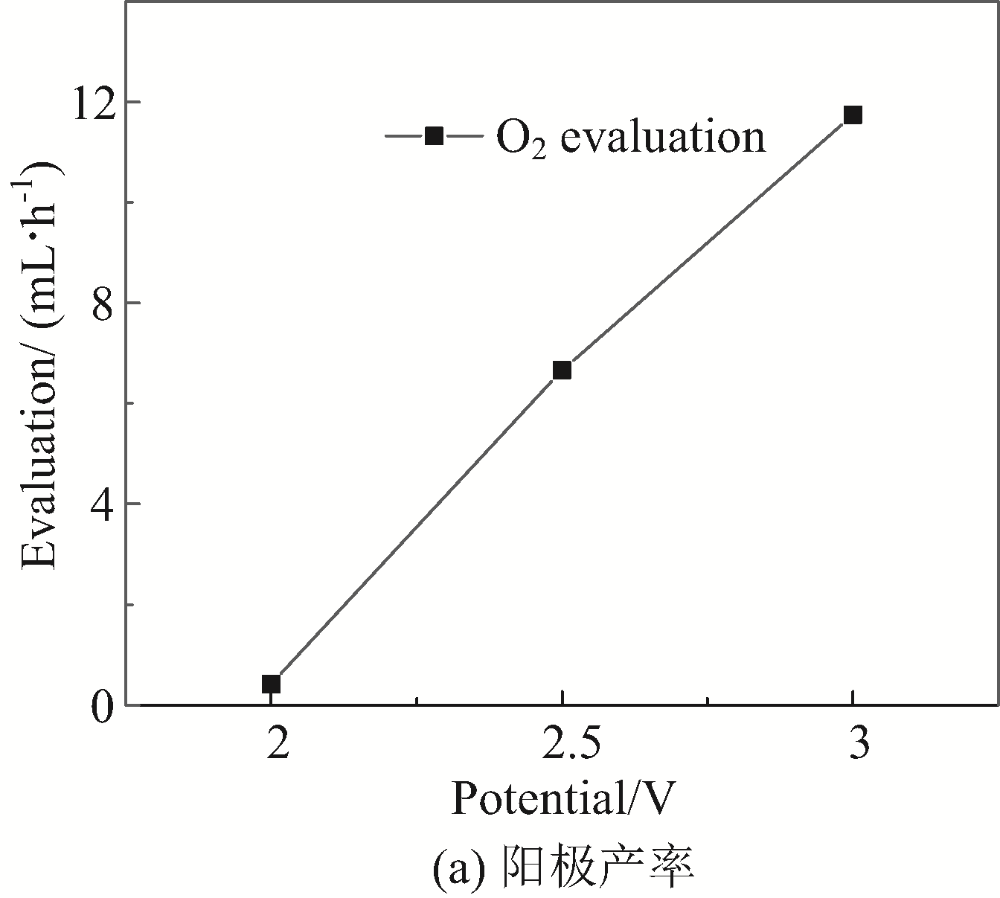 12
8
4
0
Evaluation/ (mL·h⁻¹)
O₂ evaluation
2
2.5
3
Potential/V
(a) 阳极产率